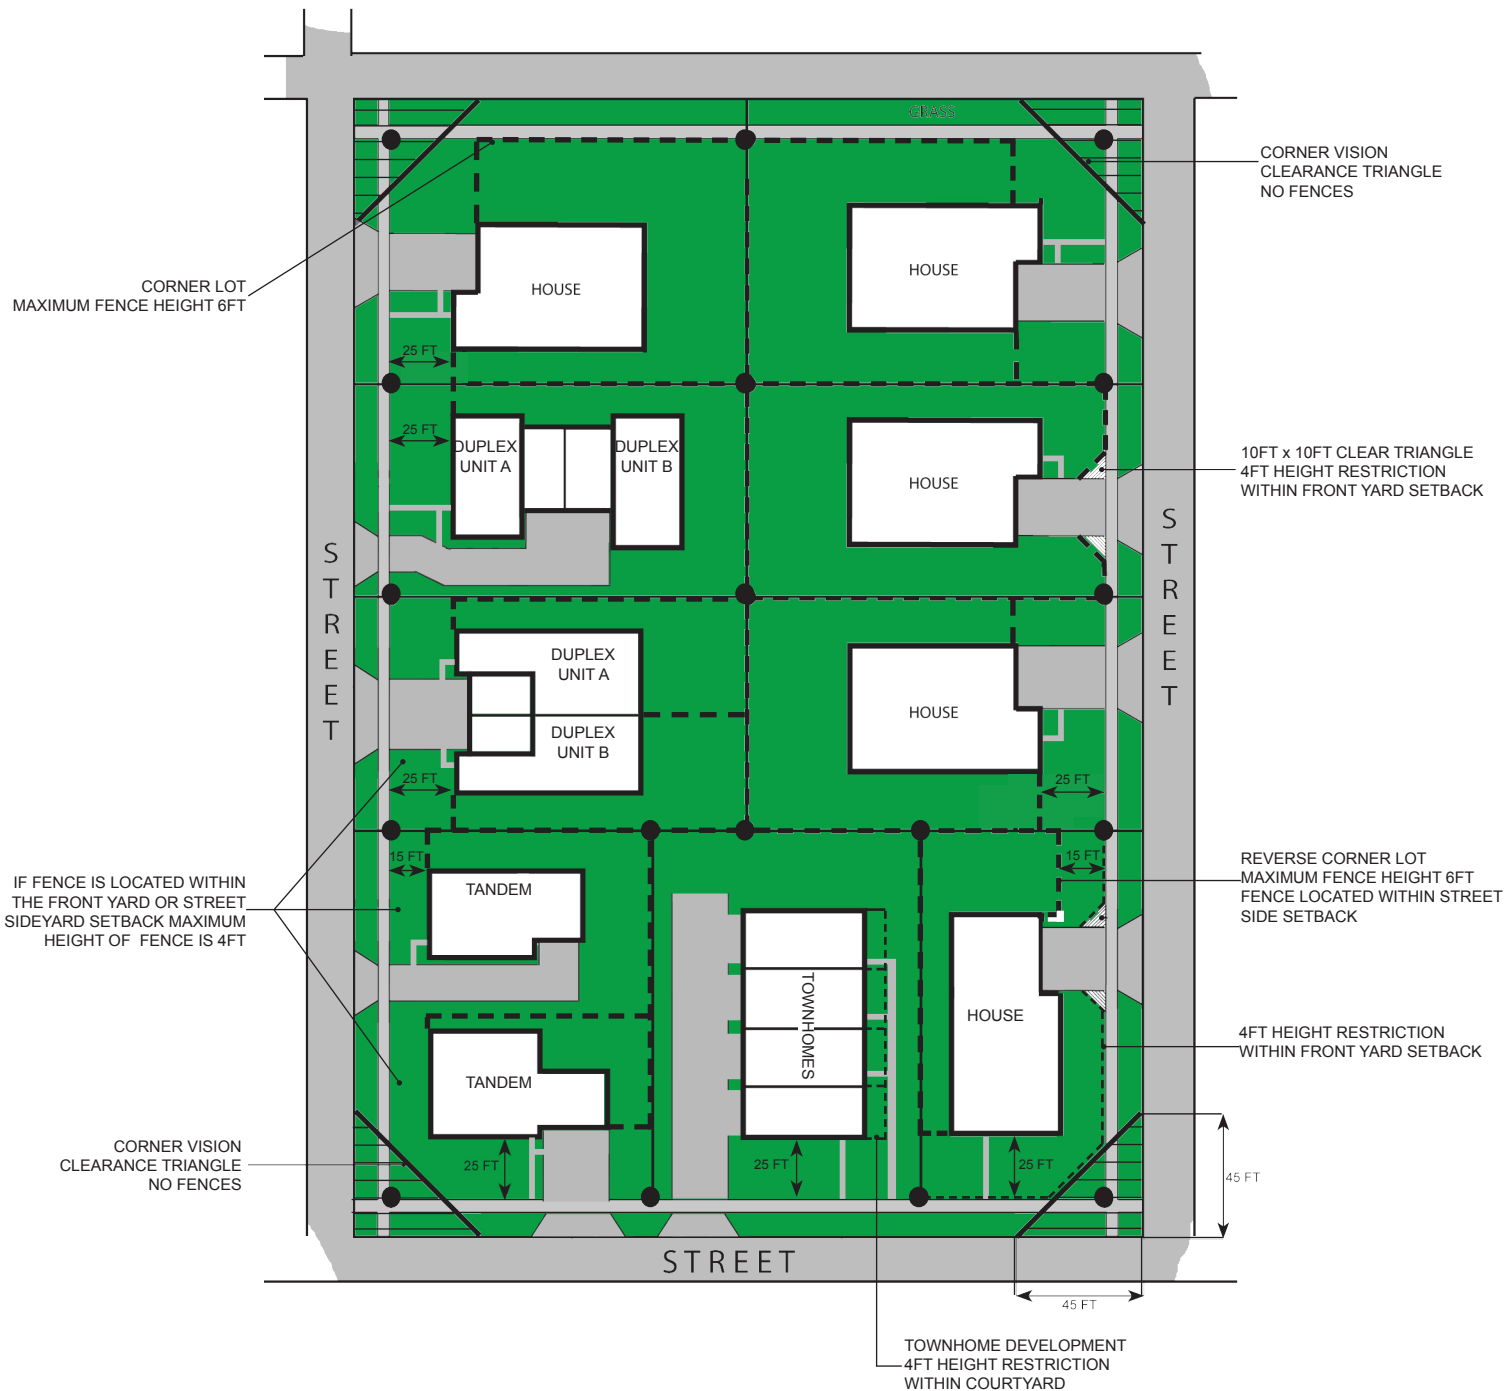 GRASS
CORNER VISION
CLEARANCE TRIANGLE
NO FENCES
CORNER LOT
MAXIMUM FENCE HEIGHT 6FT
HOUSE
HOUSE
25 FT
25 FT
DUPLEX
UNIT A
DUPLEX
UNIT B
HOUSE
10FT x 10FT CLEAR TRIANGLE
4FT HEIGHT RESTRICTION
WITHIN FRONT YARD SETBACK
STREET
STREET
DUPLEX
UNIT A
DUPLEX
UNIT B
HOUSE
25 FT
25 FT
15 FT
15 FT
IF FENCE IS LOCATED WITHIN
THE FRONT YARD OR STREET
SIDEYARD SETBACK MAXIMUM
HEIGHT OF FENCE IS 4FT
TANDEM
REVERSE CORNER LOT
MAXIMUM FENCE HEIGHT 6FT
FENCE LOCATED WITHIN STREET
SIDE SETBACK
TOWNHOMES
HOUSE
4FT HEIGHT RESTRICTION
WITHIN FRONT YARD SETBACK
TANDEM
CORNER VISION
CLEARANCE TRIANGLE
NO FENCES
25 FT
25 FT
25 FT
45 FT
STREET
45 FT
TOWNHOME DEVELOPMENT
4FT HEIGHT RESTRICTION
WITHIN COURTYARD